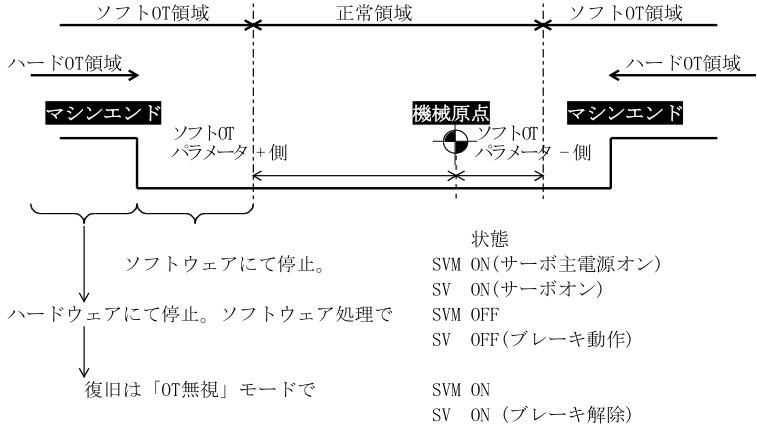 ソフトOT領域 正常領域 ソフトOT領域
ハードOT領域 ハードOT領域
マシンエンド 機械原点 マシンエンド
ソフトOT ソフトOT
パラメータ+側 パラメータ-側
状態
ソフトウェアにて停止。 SVM ON(サーボ主電源オン)
SV ON(サーボオン)
ハードウェアにて停止。ソフトウェア処理で SVM OFF
SV OFF(ブレーキ動作)
復旧は「OT無視」モードで SVM ON
SV ON (ブレーキ解除)